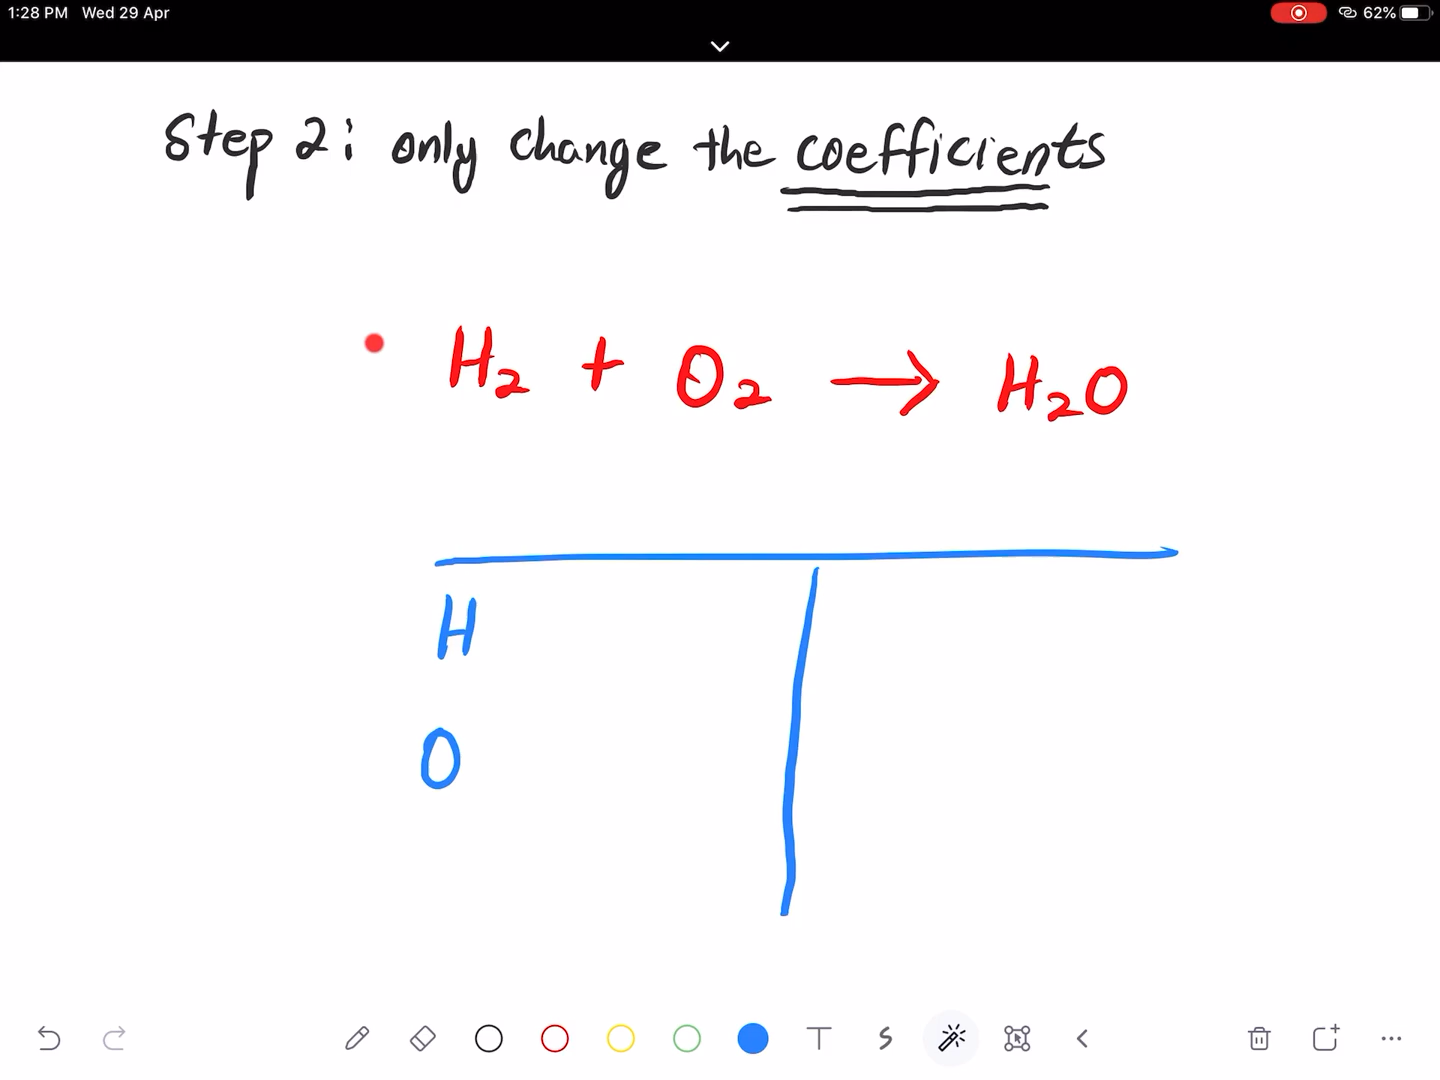 1:28 PM Wed 29 Apr 62%
Step 2: only change the coefficients
H₂ + O₂ → H₂O
H
O